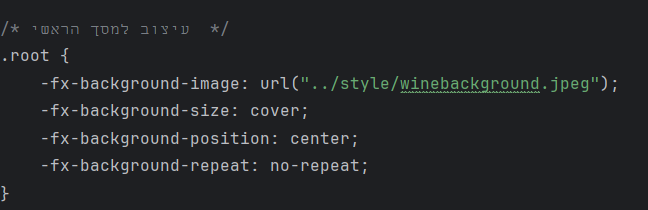 /* עיצוב למסך הראשי */
.root {
    -fx-background-image: url("../style/winebackground.jpeg");
    -fx-background-size: cover;
    -fx-background-position: center;
    -fx-background-repeat: no-repeat;
}